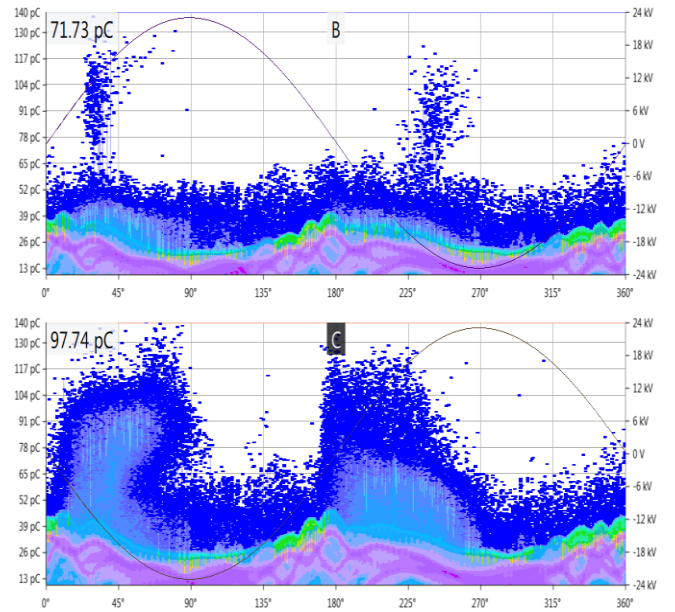 71.73 pC
B
140 pC
130 pC
117 pC
104 pC
91 pC
78 pC
65 pC
52 pC
39 pC
26 pC
13 pC
24 kV
18 kV
12 kV
6 kV
0 V
-6 kV
-12 kV
-18 kV
-24 kV
0° 45° 90° 135° 180° 225° 270° 315° 360°
97.74 pC
C
140 pC
130 pC
117 pC
104 pC
91 pC
78 pC
65 pC
52 pC
39 pC
26 pC
13 pC
24 kV
18 kV
12 kV
6 kV
0 V
-6 kV
-12 kV
-18 kV
-24 kV
0° 45° 90° 135° 180° 225° 270° 315° 360°